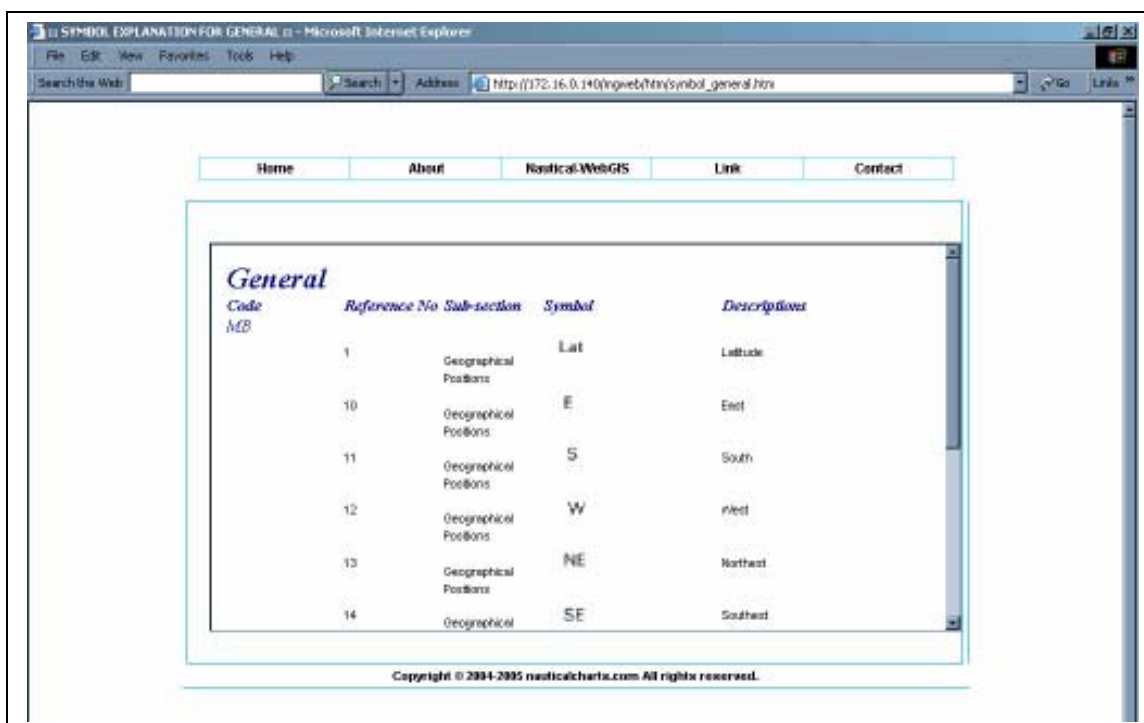 ::: SYMBOL EXPLANATION FOR GENERAL ::: - Microsoft Internet Explorer
File Edit View Favorites Tools Help
Search the Web Search Address http://172.16.0.140/mgweb/htm/symbol_general.htm Go Links »
Home About Nautical-WebGIS Link Contact
General
Code Reference No Sub-section Symbol Descriptions
MB
1 Geographical Positions Lat Latitude
10 Geographical Positions E East
11 Geographical Positions S South
12 Geographical Positions W West
13 Geographical Positions NE Northest
14 Geographical SE Southest
Copyright © 2004-2005 nauticalcharts.com All rights reserved.